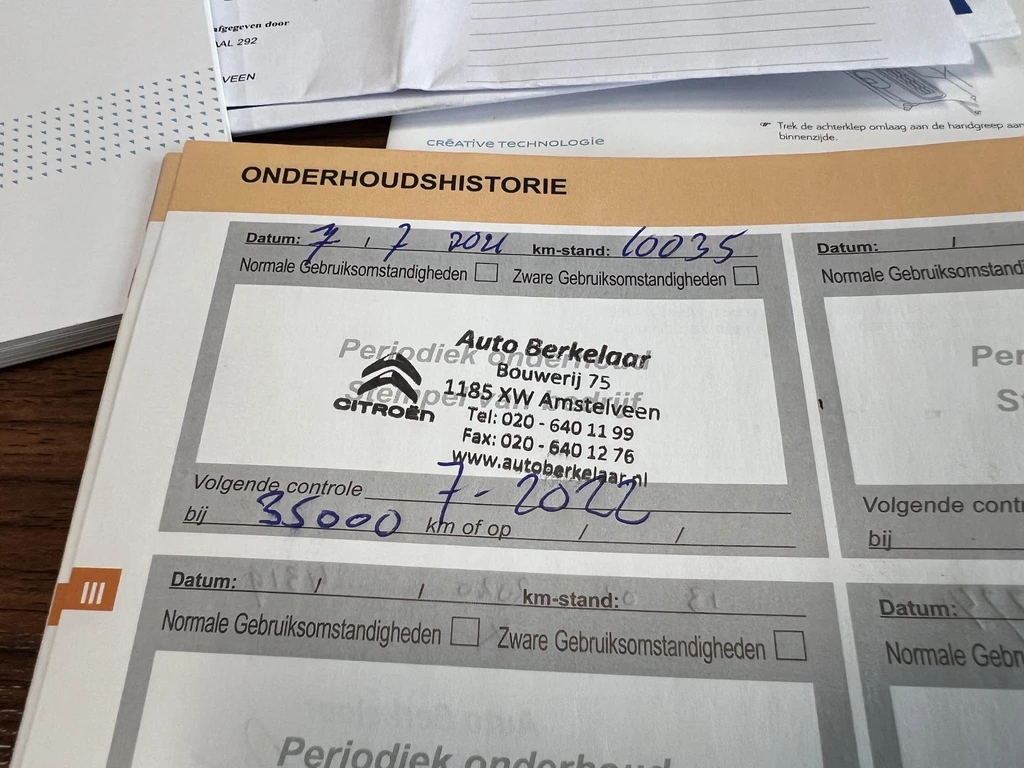 afgegeven door
AAL 292
VEEN
CRéATIVE TECHNOLOGIE
☞ Trek de achterklep omlaag aan de handgreep aan
binnenzijde.
ONDERHOUDSHISTORIE
Datum: 7 / 7 2021 km-stand: 10035
Normale Gebruiksomstandigheden Zware Gebruiksomstandigheden
Periodiek onderhoud
Stempel van bedrijf
CITROËN
Auto Berkelaar
Bouwerij 75
1185 XW Amstelveen
Tel: 020 - 640 11 99
Fax: 020 - 640 12 76
www.autoberkelaar.nl
Volgende controle 7 - 2022
bij 35000 km of op / /
Datum: /
Normale Gebruiksomstandi
Per
S
Volgende contr
bij
III
Datum: / / km-stand:
Normale Gebruiksomstandigheden Zware Gebruiksomstandigheden
Periodiek onderhoud
Datum:
Normale Gebr